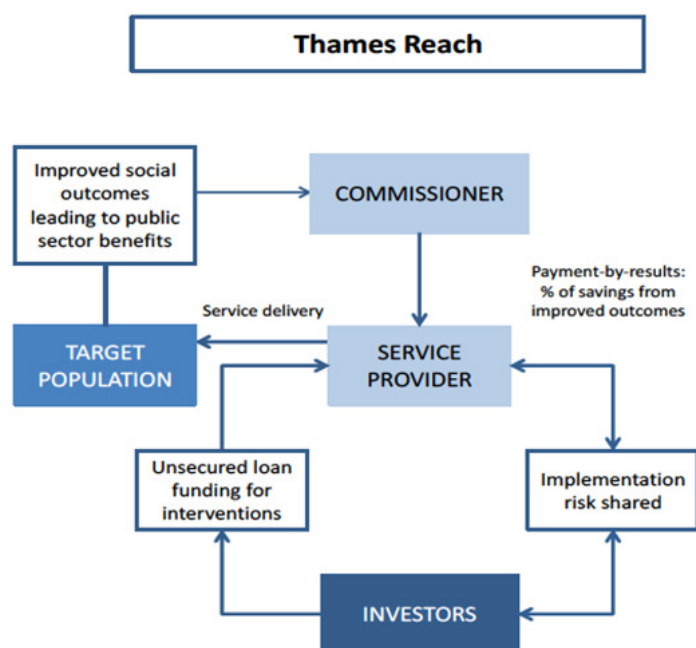 Thames Reach
Improved social
outcomes
leading to public
sector benefits
COMMISSIONER
Payment-by-results:
% of savings from
improved outcomes
Service delivery
TARGET
POPULATION
SERVICE
PROVIDER
Unsecured loan
funding for
interventions
Implementation
risk shared
INVESTORS